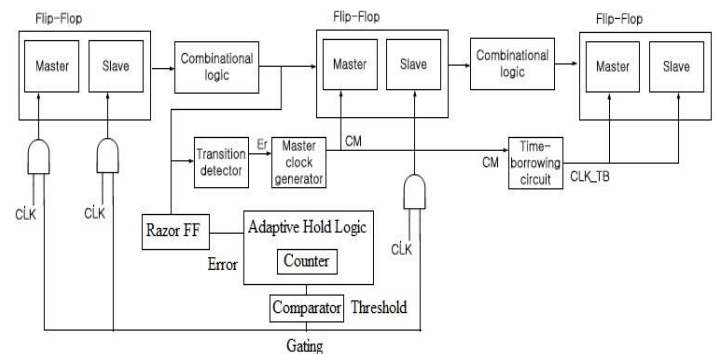 Flip-Flop
Flip-Flop
Flip-Flop
Master
Slave
Combinational
logic
Master
Slave
Combinational
logic
Master
Slave
Transition
detector
Er
Master
clock
generator
CM
CM
Time-
borrowing
circuit
CLK_TB
CLK
CLK
CLK
Razor FF
Error
Adaptive Hold Logic
Counter
Comparator
Threshold
Gating